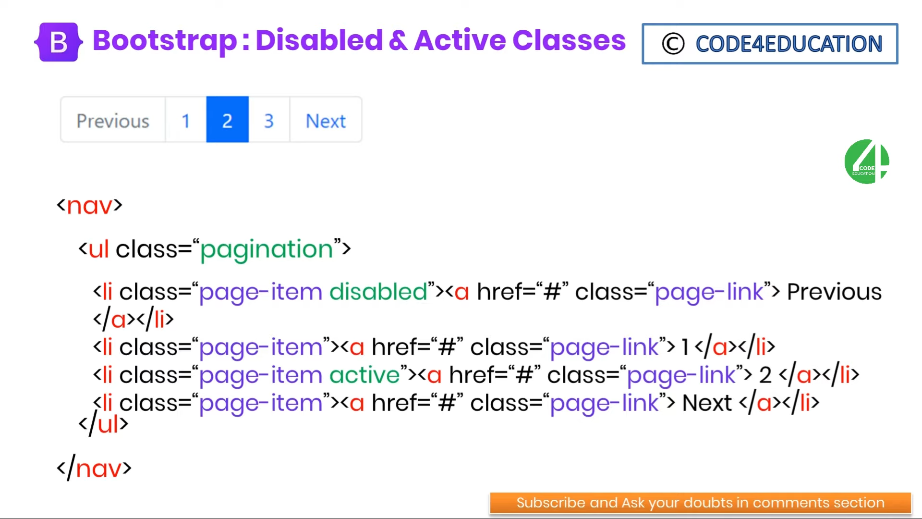 B Bootstrap : Disabled & Active Classes
© CODE4EDUCATION
Previous 1 2 3 Next
4 CODE EDUCATION
<nav>
<ul class=“pagination”>
<li class=“page-item disabled”><a href=“#” class=“page-link”> Previous
</a></li>
<li class=“page-item”><a href=“#” class=“page-link”> 1 </a></li>
<li class=“page-item active”><a href=“#” class=“page-link”> 2 </a></li>
<li class=“page-item”><a href=“#” class=“page-link”> Next </a></li>
</ul>
</nav>
Subscribe and Ask your doubts in comments section